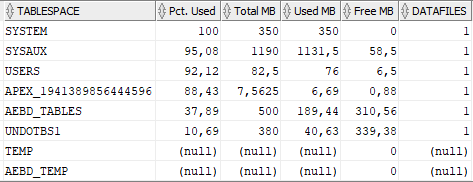 TABLESPACE Pct. Used Total MB Used MB Free MB DATAFILES
SYSTEM 100 350 350 0 1
SYSAUX 95,08 1190 1131,5 58,5 1
USERS 92,12 82,5 76 6,5 1
APEX_1941389856444596 88,43 7,5625 6,69 0,88 1
AEBD_TABLES 37,89 500 189,44 310,56 1
UNDOTBS1 10,69 380 40,63 339,38 1
TEMP (null) (null) (null) 0 (null)
AEBD_TEMP (null) (null) (null) 0 (null)